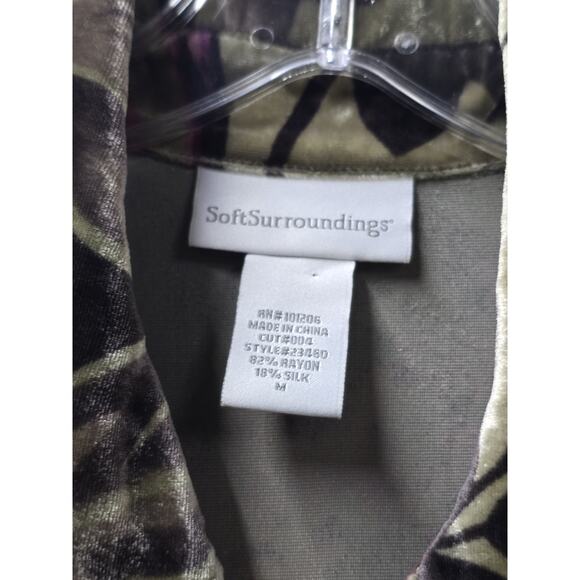 SoftSurroundings®
RN#101206
MADE IN CHINA
CUT#004
STYLE#23460
82% RAYON
18% SILK
M